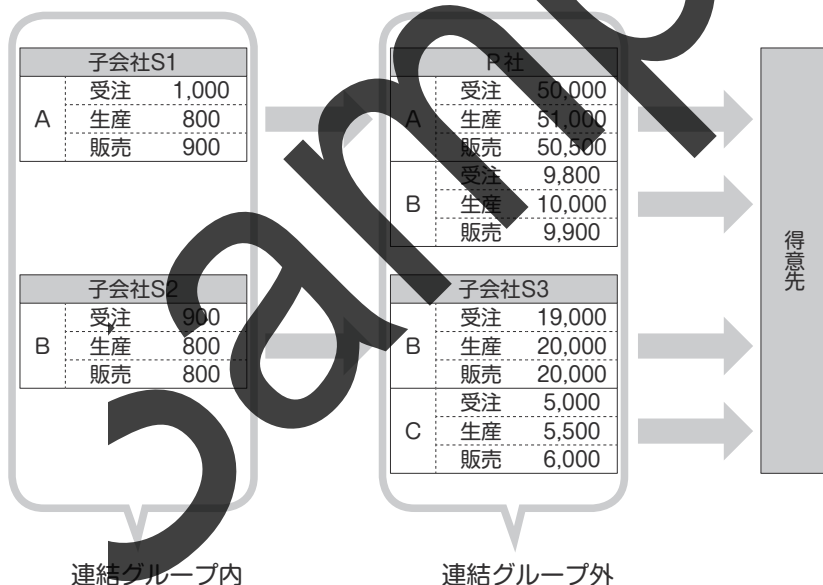 子会社S1
A
受注 1,000
生産 800
販売 900
P社
A
受注 50,000
生産 51,000
販売 50,500
B
受注 9,800
生産 10,000
販売 9,900
子会社S2
B
受注 900
生産 800
販売 800
子会社S3
B
受注 19,000
生産 20,000
販売 20,000
C
受注 5,000
生産 5,500
販売 6,000
得意先
連結グループ内
連結グループ外